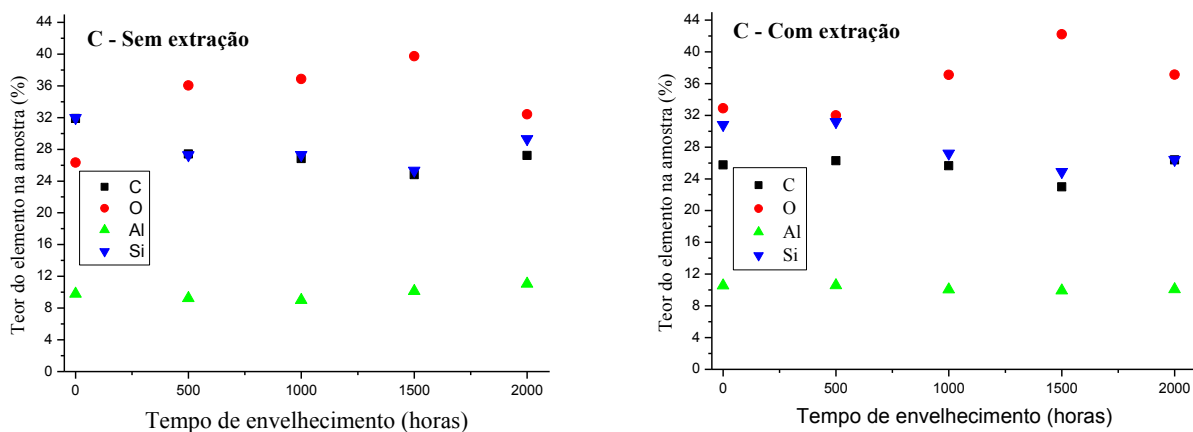 C - Sem extração
Teor do elemento na amostra (%)
44
40
36
32
28
24
20
16
12
8
4
0
C
O
Al
Si
0 500 1000 1500 2000
Tempo de envelhecimento (horas)
C - Com extração
Teor do elemento na amostra (%)
44
40
36
32
28
24
20
16
12
8
4
0
C
O
Al
Si
0 500 1000 1500 2000
Tempo de envelhecimento (horas)